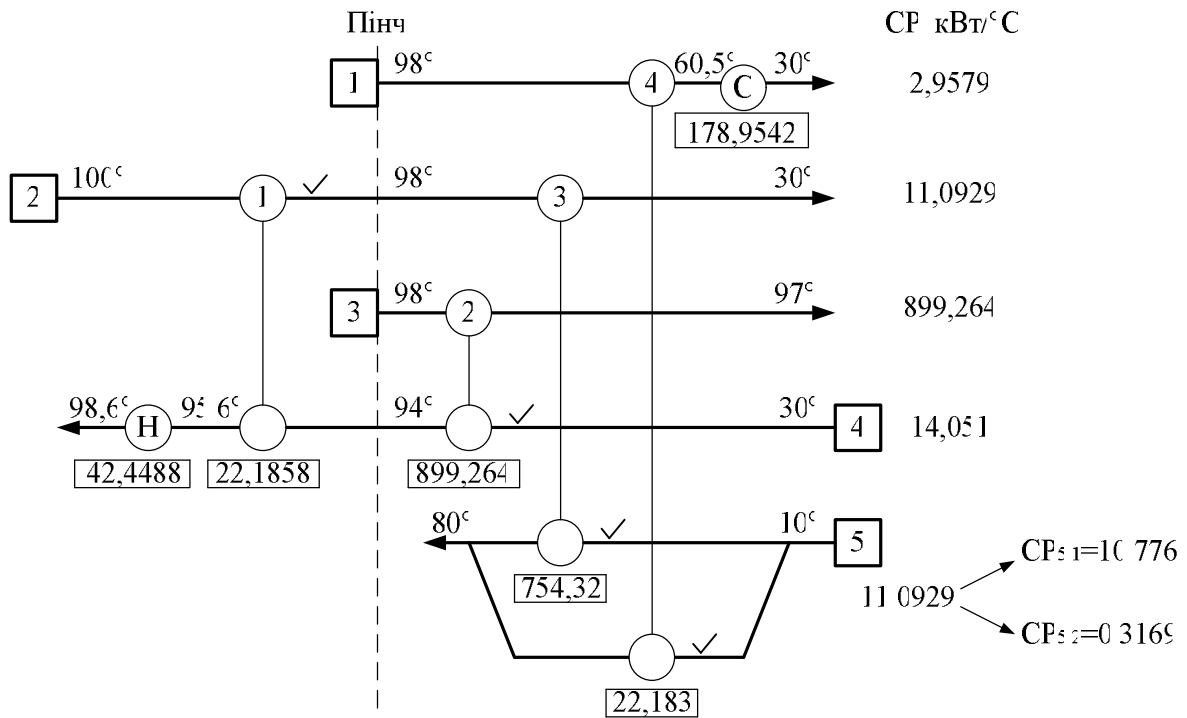 Пінч CP кВт/°С
1 98° 4 60,5° C 30° 2,9579
178,9542
2 100° 1 98° 3 30° 11,0929
3 98° 2 97° 899,264
98,6° H 95 6° 94° 30° 4 14,051
42,4488 22,1858 899,264
80° 10° 5
754,32
11 0929
CP5 1=10 776
CP5 2=0 3169
22,183